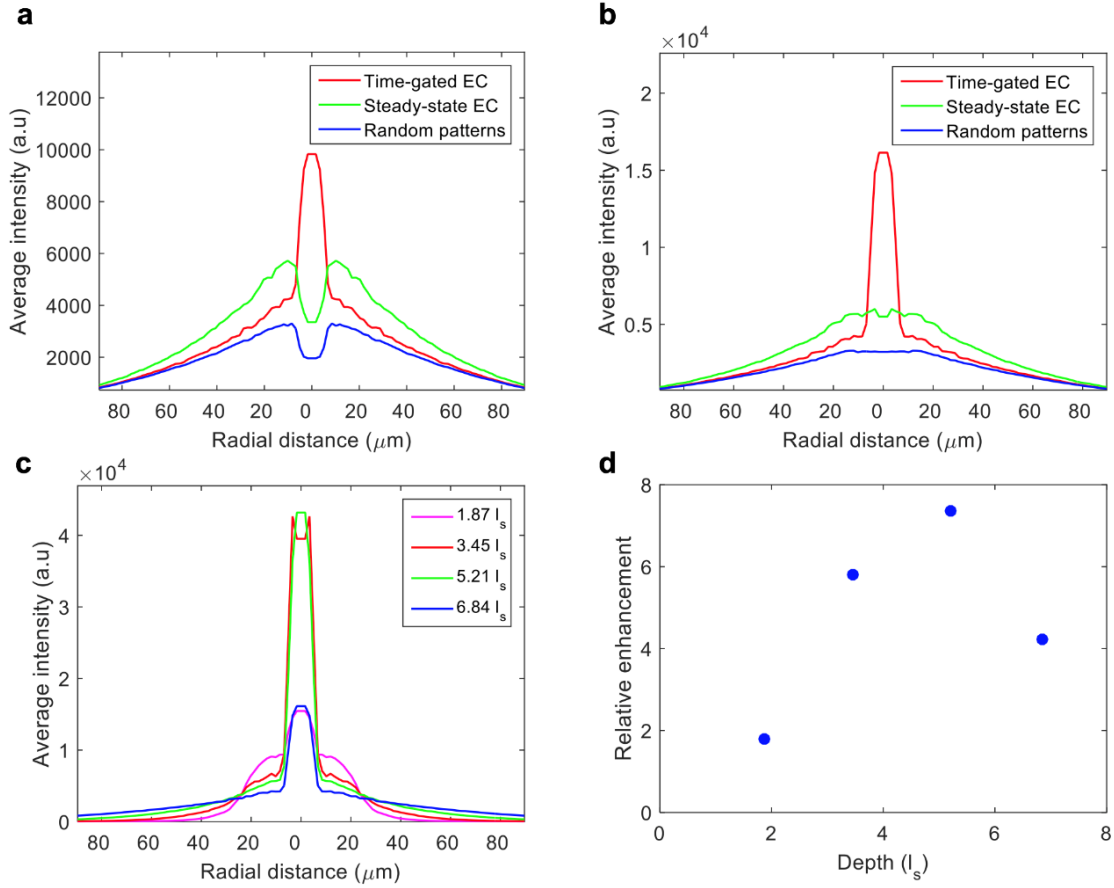 a
Average intensity (a.u)
12000
10000
8000
6000
4000
2000
80 60 40 20 0 20 40 60 80
Radial distance (μm)
Time-gated EC
Steady-state EC
Random patterns
b
×10⁴
Average intensity (a.u)
2
1.5
1
0.5
80 60 40 20 0 20 40 60 80
Radial distance (μm)
Time-gated EC
Steady-state EC
Random patterns
c
×10⁴
Average intensity (a.u)
4
3
2
1
0
80 60 40 20 0 20 40 60 80
Radial distance (μm)
1.87 l_s
3.45 l_s
5.21 l_s
6.84 l_s
d
Relative enhancement
8
6
4
2
0
0 2 4 6 8
Depth (l_s)